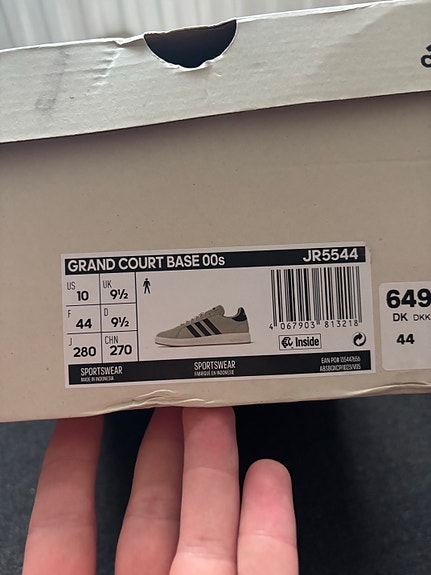 GRAND COURT BASE 00s JR5544
US UK
10 9½
F D
44 9½
J CHN
280 270
4 067903 813218
Inside
SPORTSWEAR SPORTSWEAR
MADE IN INDONESIA FABRIQUÉ EN INDONÉSIE
649
DK DKK
44